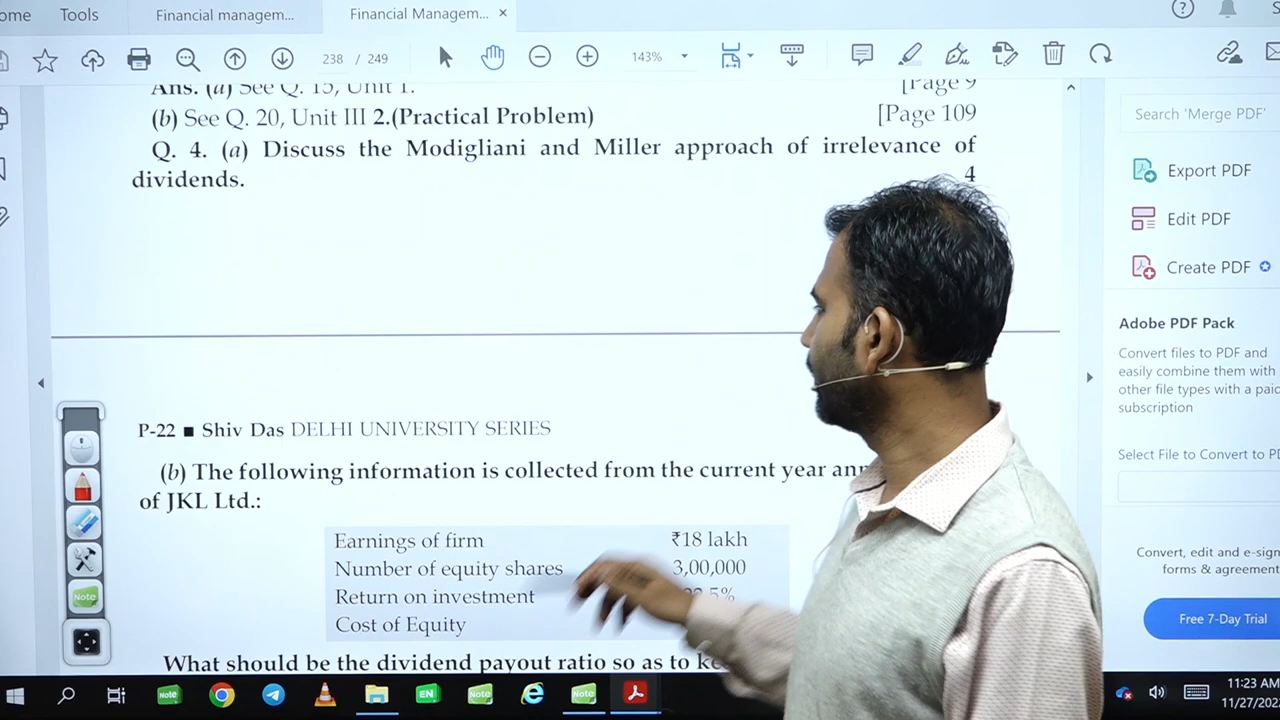 ome Tools Financial managem... Financial Managem... ×
238 / 249 143%
Ans. (a) See Q. 15, Unit I. [Page 9
(b) See Q. 20, Unit III 2.(Practical Problem) [Page 109
Q. 4. (a) Discuss the Modigliani and Miller approach of irrelevance of
dividends. 4
P-22 ■ Shiv Das DELHI UNIVERSITY SERIES
(b) The following information is collected from the current year ann
of JKL Ltd.:
Earnings of firm ₹18 lakh
Number of equity shares 3,00,000
Return on investment
Cost of Equity
What should be the dividend payout ratio so as to ke
Search 'Merge PDF'
Export PDF
Edit PDF
Create PDF
Adobe PDF Pack
Convert files to PDF and
easily combine them with
other file types with a paid
subscription
Select File to Convert to PD
Convert, edit and e-sign
forms & agreement
Free 7-Day Trial
Note
Note EN Note Note
11:23 AM
11/27/202